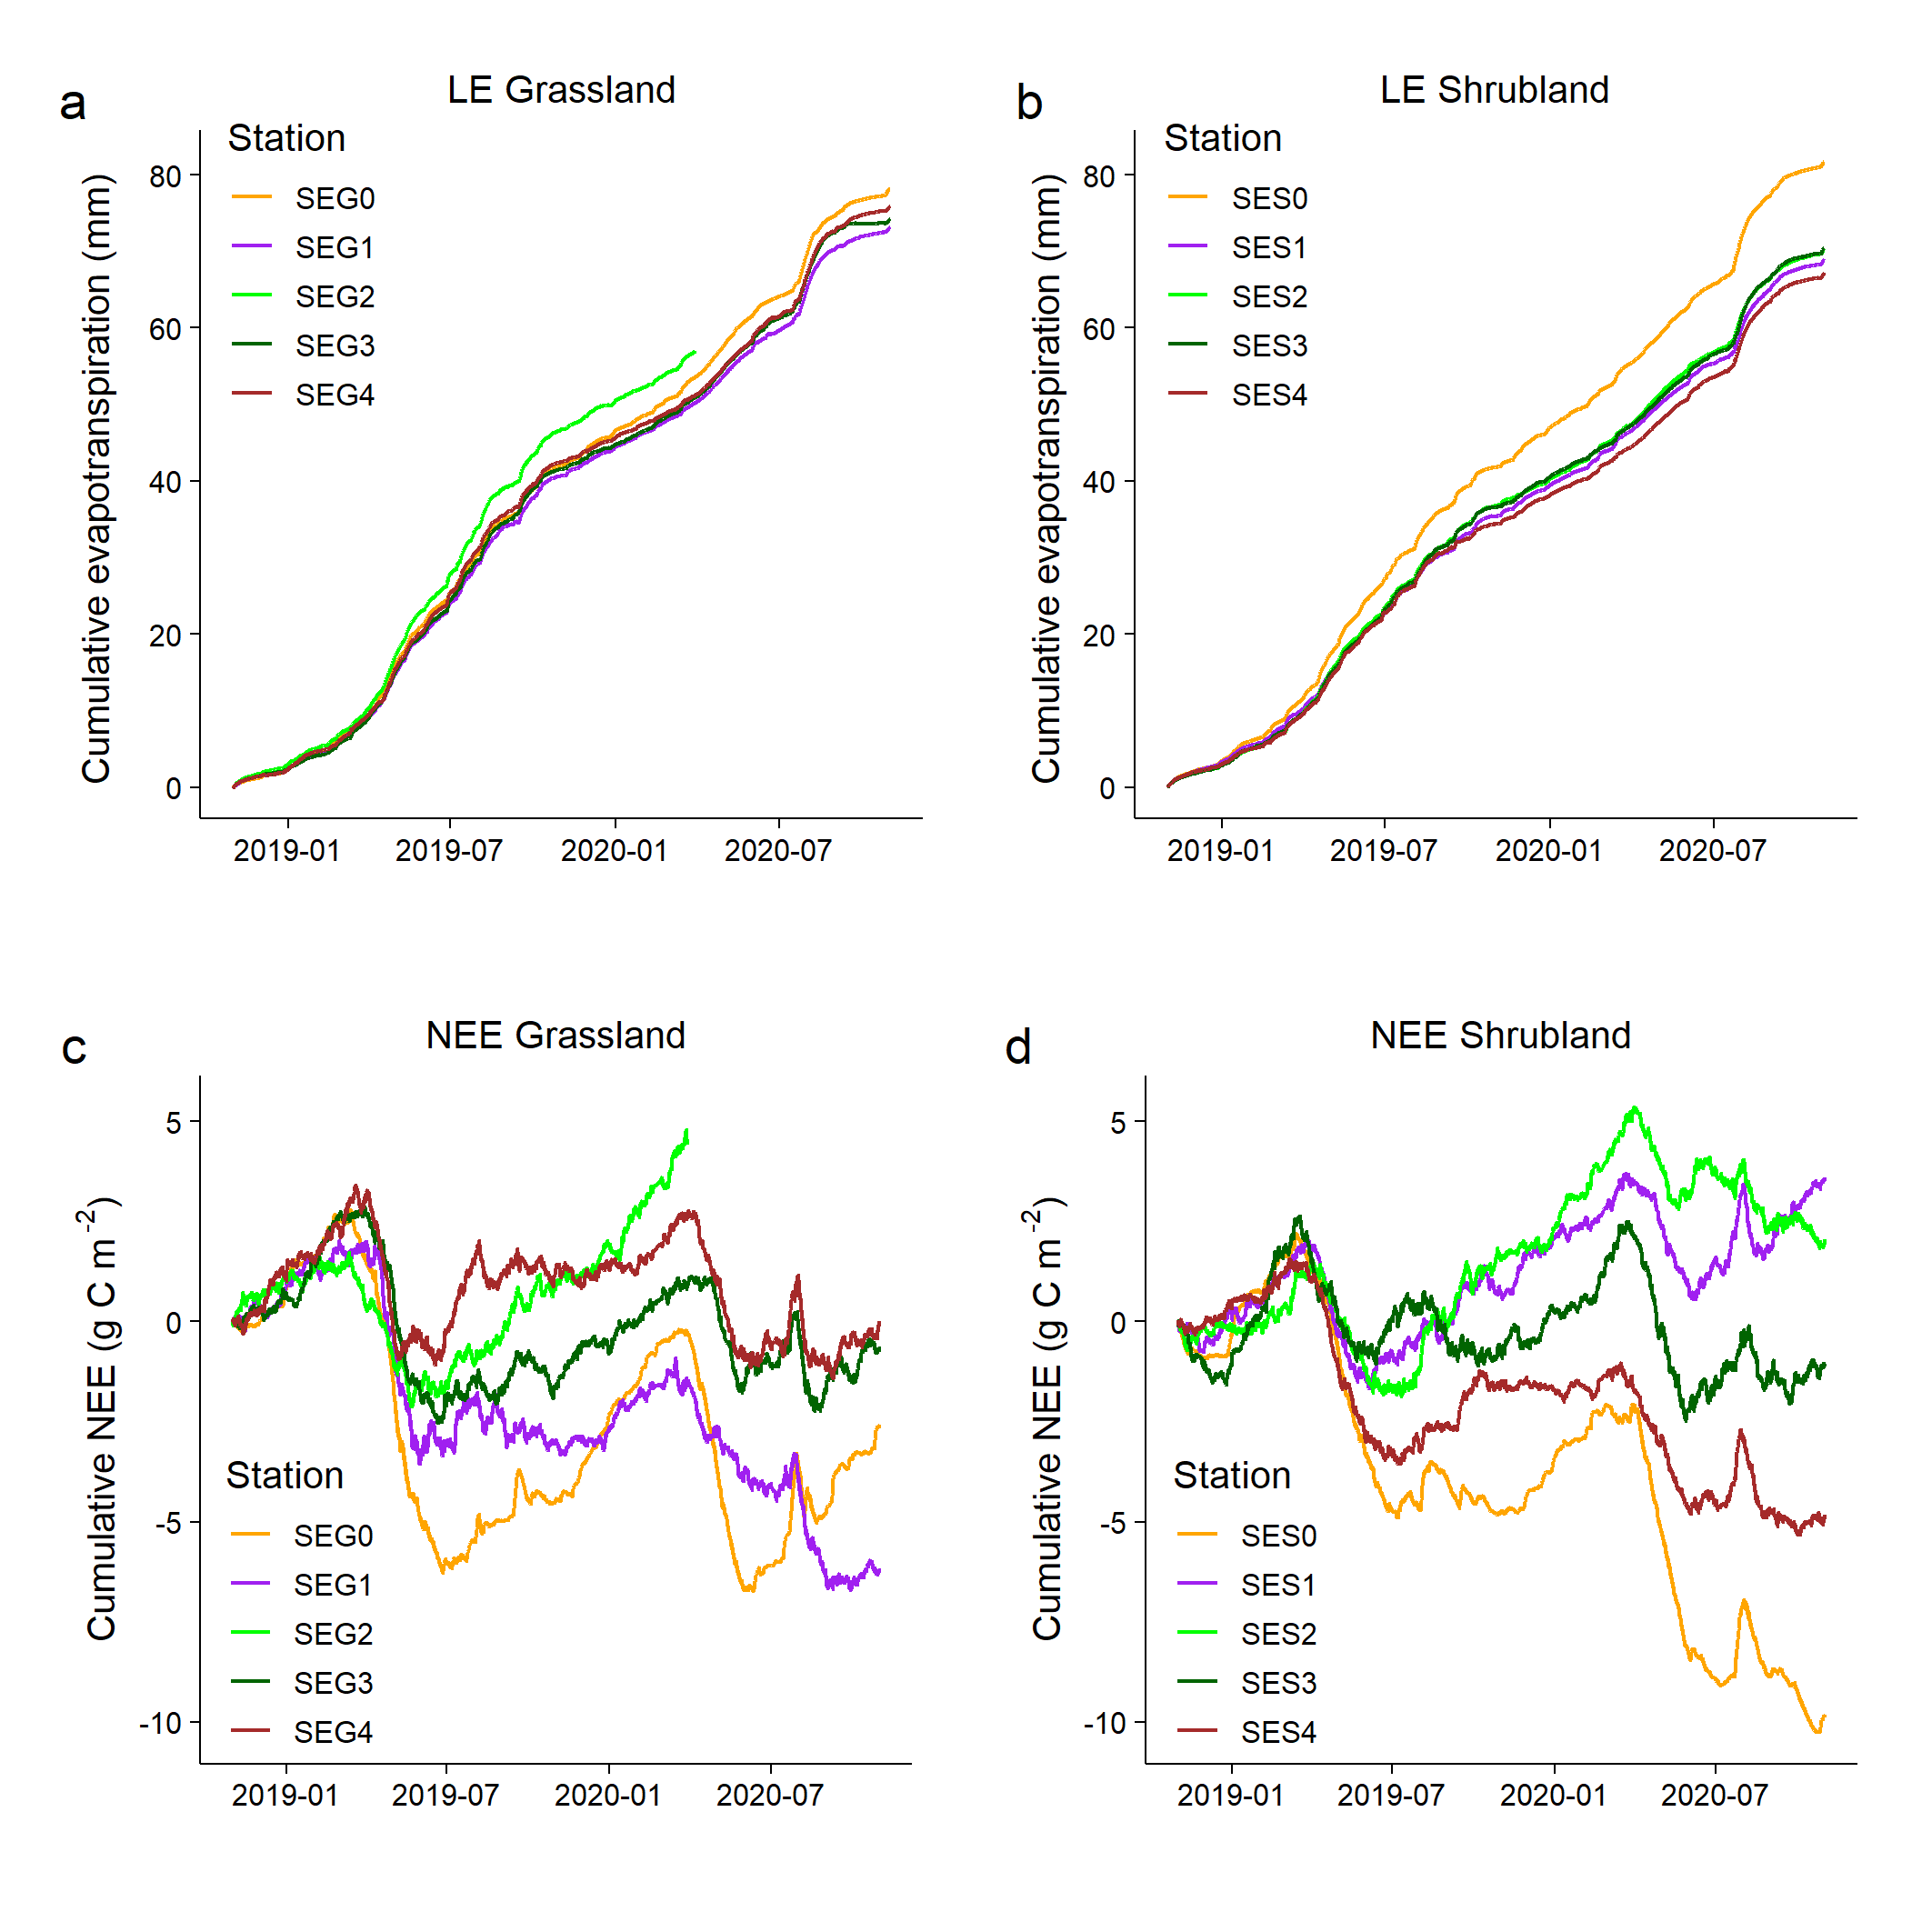 a
LE Grassland
Station
SEG0
SEG1
SEG2
SEG3
SEG4
Cumulative evapotranspiration (mm)
80
60
40
20
0
2019-01 2019-07 2020-01 2020-07
b
LE Shrubland
Station
SES0
SES1
SES2
SES3
SES4
Cumulative evapotranspiration (mm)
80
60
40
20
0
2019-01 2019-07 2020-01 2020-07
c
NEE Grassland
Cumulative NEE (g C m⁻²)
5
0
-5
-10
Station
SEG0
SEG1
SEG2
SEG3
SEG4
2019-01 2019-07 2020-01 2020-07
d
NEE Shrubland
Cumulative NEE (g C m⁻²)
5
0
-5
-10
Station
SES0
SES1
SES2
SES3
SES4
2019-01 2019-07 2020-01 2020-07